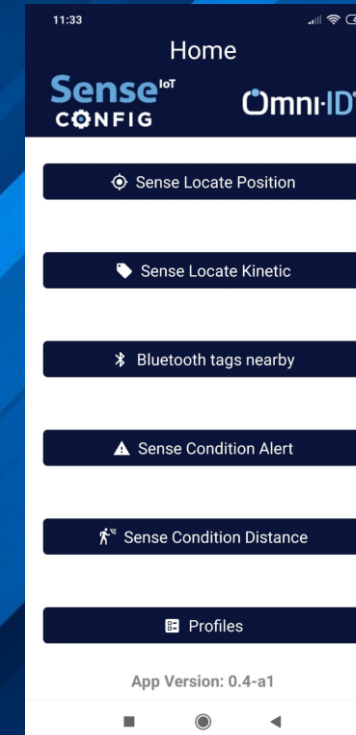 11:33
Home
Sense IoT
CONFIG
Omni-ID
Sense Locate Position
Sense Locate Kinetic
Bluetooth tags nearby
Sense Condition Alert
Sense Condition Distance
Profiles
App Version: 0.4-a1